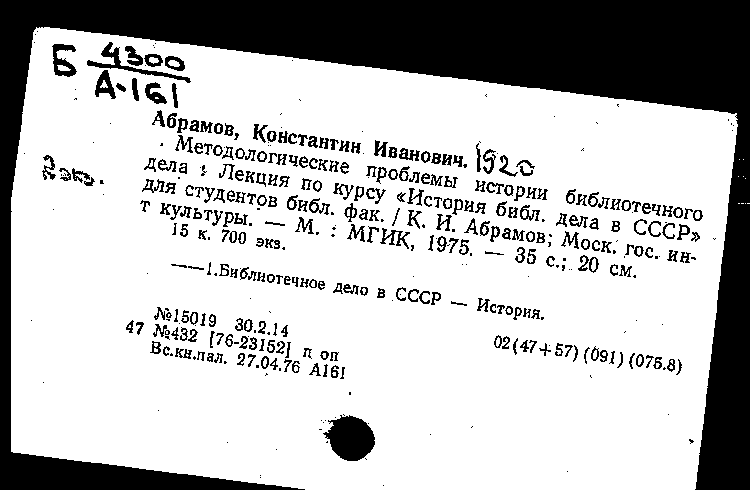 Б 4300
А-161
Абрамов, Константин Иванович. 1920
Методологические проблемы истории библиотечного
2 экз. дела : Лекция по курсу «История библ. дела в СССР»
для студентов библ. фак. / К. И. Абрамов; Моск. гос. ин-
т культуры. — М. : МГИК, 1975. — 35 с.; 20 см.
15 к. 700 экз.
——1.Библиотечное дело в СССР — История.
№15019 30.2.14
02(47+57)(091)(075.8)
47 №432 [76-23152] п оп
Вс.кн.пал. 27.04.76 А161